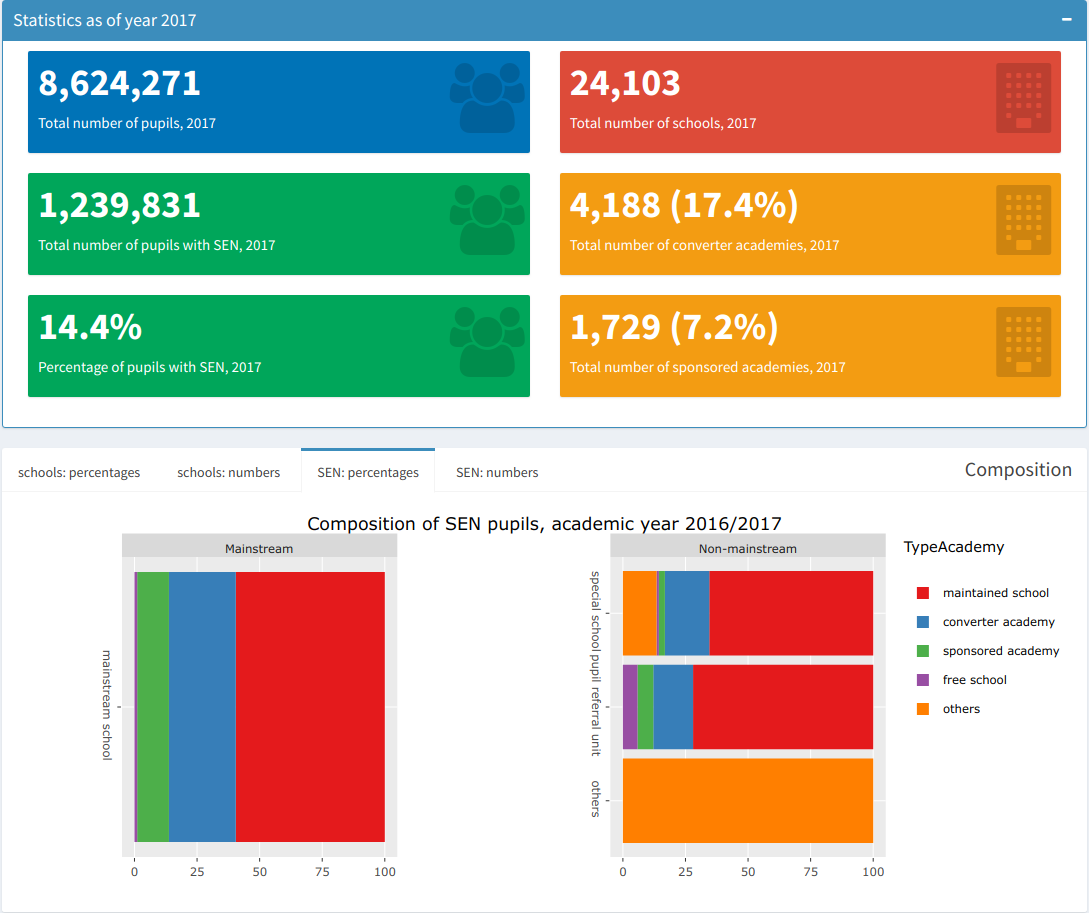 Statistics as of year 2017
8,624,271
Total number of pupils, 2017
24,103
Total number of schools, 2017
1,239,831
Total number of pupils with SEN, 2017
4,188 (17.4%)
Total number of converter academies, 2017
14.4%
Percentage of pupils with SEN, 2017
1,729 (7.2%)
Total number of sponsored academies, 2017
schools: percentages
schools: numbers
SEN: percentages
SEN: numbers
Composition
Composition of SEN pupils, academic year 2016/2017
Mainstream
mainstream school
0 25 50 75 100
Non-mainstream
special school
pupil referral unit
others
0 25 50 75 100
TypeAcademy
maintained school
converter academy
sponsored academy
free school
others